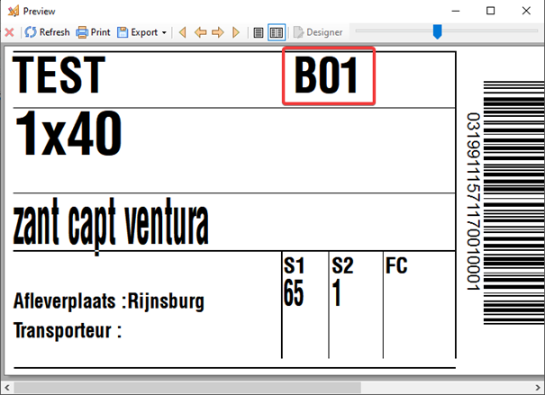 Preview
Refresh Print Export Designer
TEST B01
1x40
zant capt ventura
S1 S2 FC
65 1
Afleverplaats :Rijnsburg
Transporteur :
03199111571170010001